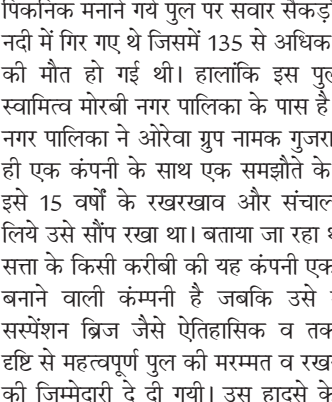 पिकनिक मनाने गये पुल पर सवार सैकड़ों
नदी में गिर गए थे जिसमें 135 से अधिक
की मौत हो गई थी। हालांकि इस पुल
स्वामित्व मोरबी नगर पालिका के पास है
नगर पालिका ने ओरेवा ग्रुप नामक गुजरा
ही एक कंपनी के साथ एक समझौते के
इसे 15 वर्षों के रखरखाव और संचाल
लिये उसे सौंप रखा था। बताया जा रहा
सत्ता के किसी करीबी की यह कंपनी एक
बनाने वाली कंम्पनी है जबकि उसे
सस्पेंशन ब्रिज जैसे ऐतिहासिक व तक
दृष्टि से महत्वपूर्ण पुल की मरम्मत व रख
की जिम्मेदारी दे दी गयी। उस हादसे के